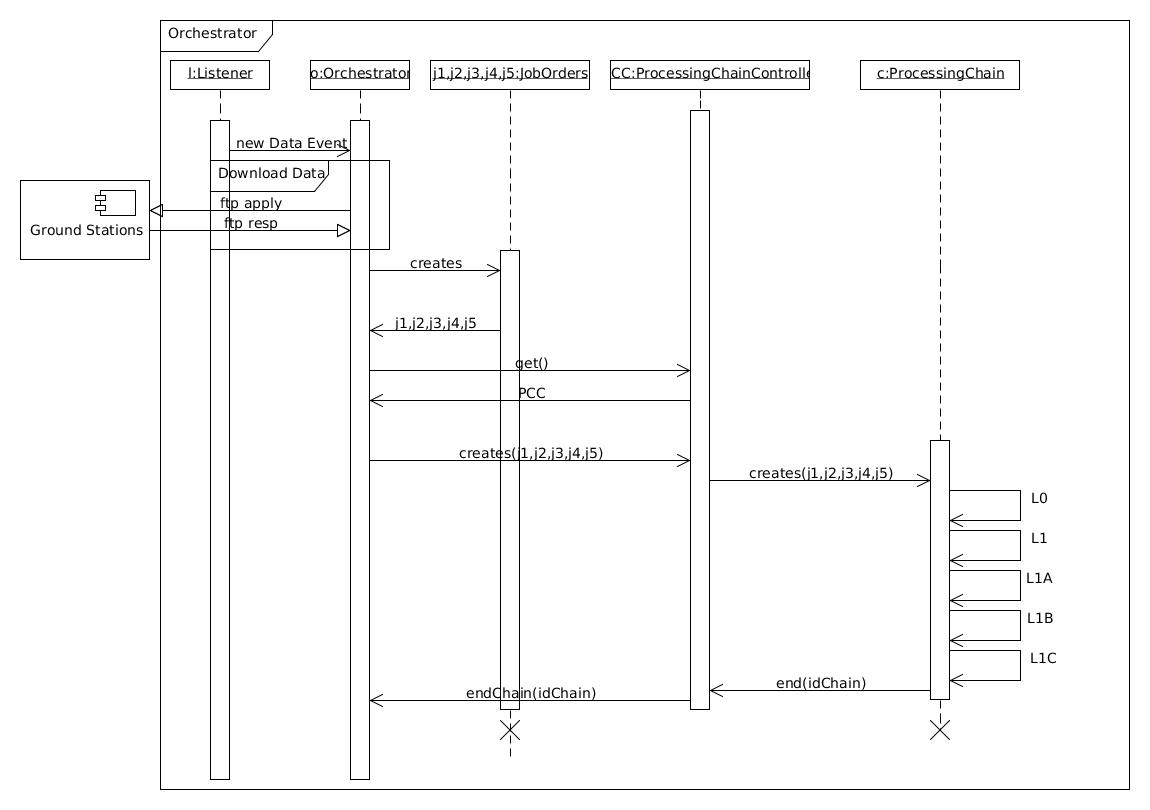 Orchestrator
l:Listener
o:Orchestrator
j1,j2,j3,j4,j5:JobOrders
CC:ProcessingChainControlle
c:ProcessingChain
new Data Event
Download Data
ftp apply
ftp resp
Ground Stations
creates
j1,j2,j3,j4,j5
get()
PCC
creates(j1,j2,j3,j4,j5)
creates(j1,j2,j3,j4,j5)
L0
L1
L1A
L1B
L1C
end(idChain)
endChain(idChain)